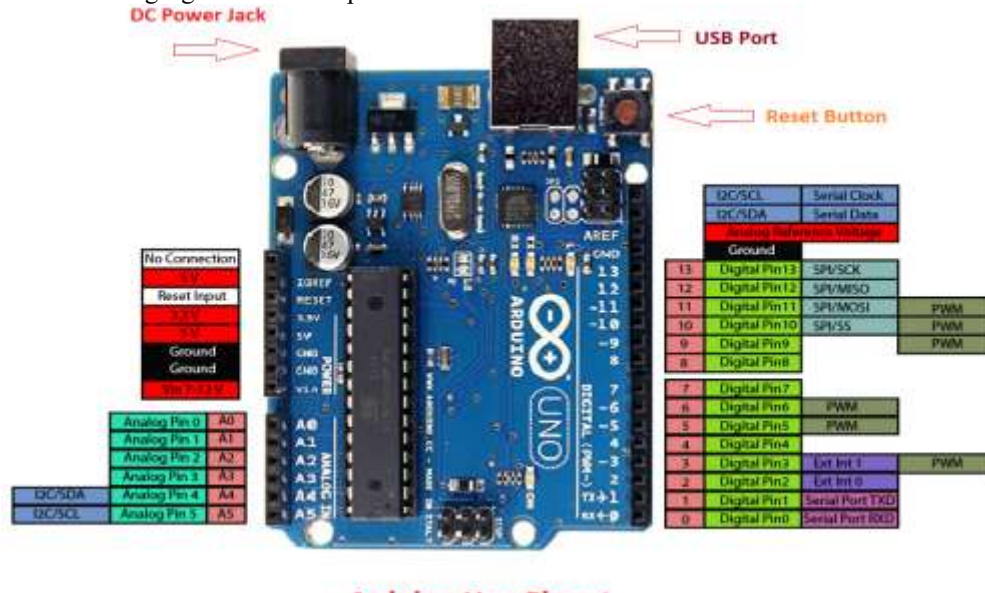 DC Power Jack
USB Port
Reset Button
I2C/SCL Serial Clock
I2C/SDA Serial Data
Analog Reference Voltage
Ground
13 Digital Pin13 SPI/SCK
12 Digital Pin12 SPI/MISO
11 Digital Pin11 SPI/MOSI PWM
10 Digital Pin10 SPI/SS PWM
9 Digital Pin9 PWM
8 Digital Pin8
7 Digital Pin7
6 Digital Pin6 PWM
5 Digital Pin5 PWM
4 Digital Pin4
3 Digital Pin3 Ext Int 1 PWM
2 Digital Pin2 Ext Int 0
1 Digital Pin1 Serial Port TXD
0 Digital Pin0 Serial Port RXD
No Connection
5 V
Reset Input
3.3 V
5 V
Ground
Ground
Vin 7-12 V
Analog Pin 0 A0
Analog Pin 1 A1
Analog Pin 2 A2
Analog Pin 3 A3
I2C/SDA Analog Pin 4 A4
I2C/SCL Analog Pin 5 A5
IOREF
RESET
3.3V
5V
GND
GND
POWER
A0
A1
A2
A3
A4
A5
ANALOG IN
ARDUINO
UNO
AREF
GND
13
12
~11
~10
~9
8
7
~6
~5
4
~3
2
TX→1
RX←0
DIGITAL (PWM~)
ICSP
ON